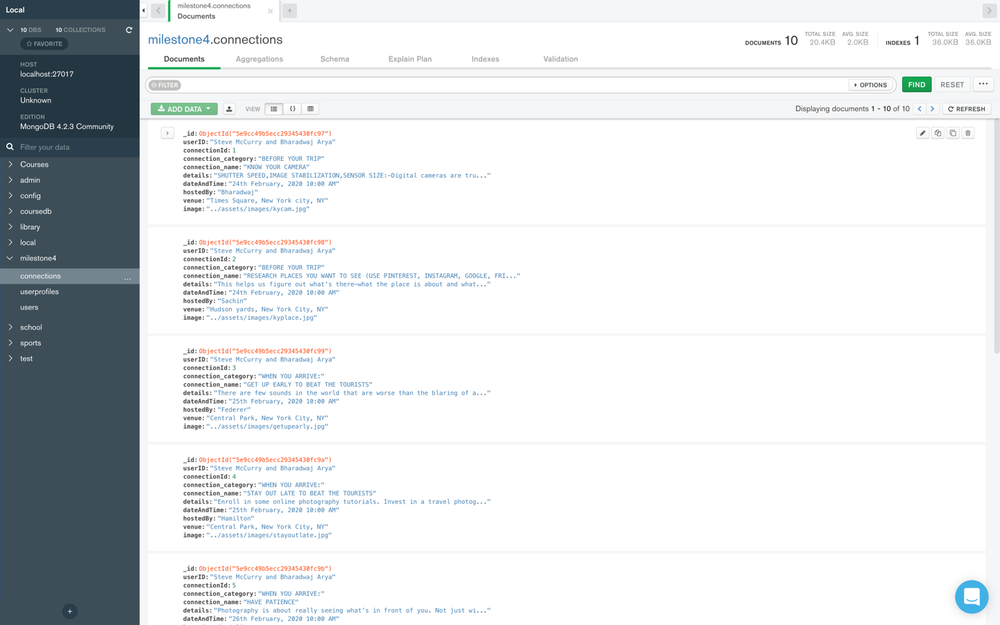 Local
10 DBS 10 COLLECTIONS
FAVORITE
HOST
localhost:27017
CLUSTER
Unknown
EDITION
MongoDB 4.2.3 Community
Filter your data
Courses
admin
config
coursedb
library
local
milestone4
connections ...
userprofiles
users
school
sports
test
+
milestone4.connections
Documents
+
milestone4.connections
DOCUMENTS 10 TOTAL SIZE 20.4KB AVG. SIZE 2.0KB INDEXES 1 TOTAL SIZE 36.0KB AVG. SIZE 36.0KB
Documents Aggregations Schema Explain Plan Indexes Validation
FILTER OPTIONS FIND RESET ...
ADD DATA VIEW {} Displaying documents 1 - 10 of 10 < > REFRESH
_id: ObjectId("5e9cc49b5ecc29345430fc97")
userID: "Steve McCurry and Bharadwaj Arya"
connectionId: 1
connection_category: "BEFORE YOUR TRIP"
connection_name: "KNOW YOUR CAMERA"
details: "SHUTTER SPEED,IMAGE STABILIZATION,SENSOR SIZE:-Digital cameras are tru..."
dateAndTime: "24th February, 2020 10:00 AM"
hostedBy: "Bharadwaj"
venue: "Times Square, New York city, NY"
image: "../assets/images/kycam.jpg"
_id: ObjectId("5e9cc49b5ecc29345430fc98")
userID: "Steve McCurry and Bharadwaj Arya"
connectionId: 2
connection_category: "BEFORE YOUR TRIP"
connection_name: "RESEARCH PLACES YOU WANT TO SEE (USE PINTEREST, INSTAGRAM, GOOGLE, FRI..."
details: "This helps us figure out what's there—what the place is about and what..."
dateAndTime: "24th February, 2020 10:00 AM"
hostedBy: "Sachin"
venue: "Hudson yards, New York City, NY"
image: "../assets/images/kyplace.jpg"
_id: ObjectId("5e9cc49b5ecc29345430fc99")
userID: "Steve McCurry and Bharadwaj Arya"
connectionId: 3
connection_category: "WHEN YOU ARRIVE:"
connection_name: "GET UP EARLY TO BEAT THE TOURISTS"
details: "There are few sounds in the world that are worse than the blaring of a..."
dateAndTime: "25th February, 2020 10:00 AM"
hostedBy: "Federer"
venue: "Central Park, New York City, NY"
image: "../assets/images/getupearly.jpg"
_id: ObjectId("5e9cc49b5ecc29345430fc9a")
userID: "Steve McCurry and Bharadwaj Arya"
connectionId: 4
connection_category: "WHEN YOU ARRIVE:"
connection_name: "STAY OUT LATE TO BEAT THE TOURISTS"
details: "Enroll in some online photography tutorials. Invest in a travel photog..."
dateAndTime: "25th February, 2020 10:00 AM"
hostedBy: "Hamilton"
venue: "Central Park, New York City, NY"
image: "../assets/images/stayoutlate.jpg"
_id: ObjectId("5e9cc49b5ecc29345430fc9b")
userID: "Steve McCurry and Bharadwaj Arya"
connectionId: 5
connection_category: "WHEN YOU ARRIVE:"
connection_name: "HAVE PATIENCE"
details: "Photography is about really seeing what's in front of you. Not just wi..."
dateAndTime: "26th February, 2020 10:00 AM"